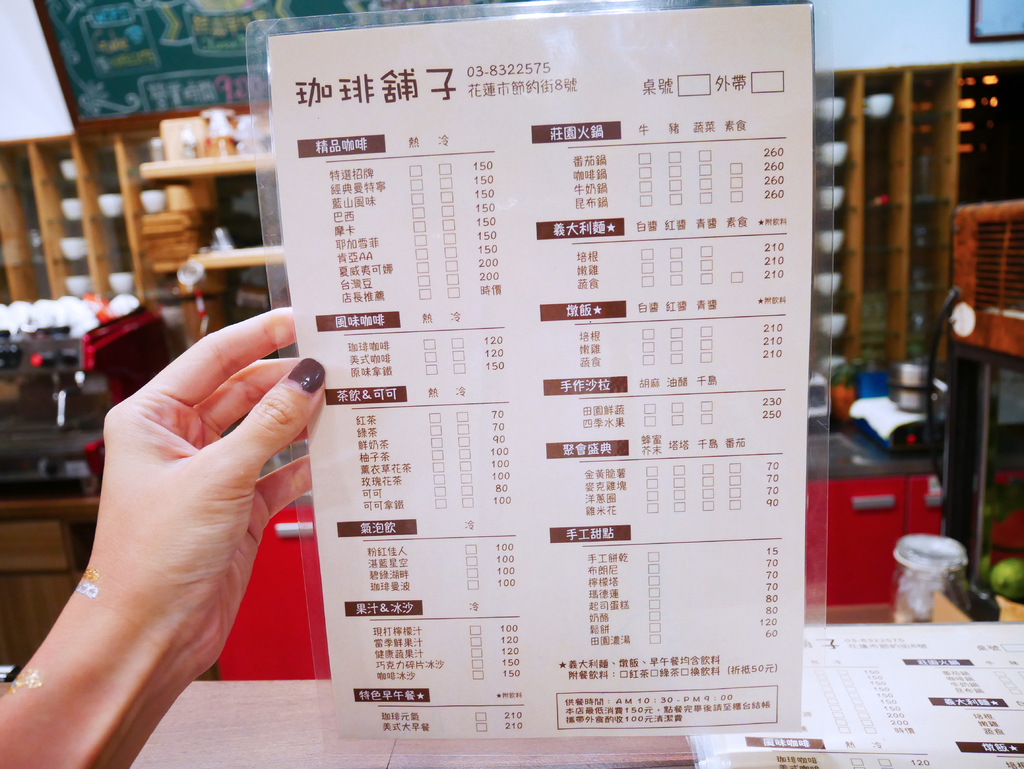 珈琲舖子
03-8322575
花蓮市節約街8號
桌號 外帶
精品咖啡 熱 冷
特選招牌 150
經典曼特寧 150
藍山風味 150
巴西 150
摩卡 150
耶加雪菲 150
肯亞AA 150
夏威夷可娜 200
台灣豆 200
店長推薦 時價
風味咖啡 熱 冷
珈琲咖啡 120
美式咖啡 120
原味拿鐵 150
茶飲&可可 熱 冷
紅茶 70
綠茶 70
鮮奶茶 90
柚子茶 100
薰衣草花茶 100
玫瑰花茶 100
可可 80
可可拿鐵 100
氣泡飲 冷
粉紅佳人 100
湛藍星空 100
碧綠湖畔 100
珈琲曼波 100
果汁&冰沙 冷
現打檸檬汁 100
當季鮮果汁 120
健康蔬果汁 120
巧克力碎片冰沙 150
咖啡冰沙 150
特色早午餐★ ★附飲料
珈琲元氣 210
美式大早餐 210
莊園火鍋 牛 豬 蔬菜 素食
番茄鍋 260
咖啡鍋 260
牛奶鍋 260
昆布鍋 260
義大利麵★ 白醬 紅醬 青醬 素食 ★附飲料
培根 210
嫩雞 210
蔬食 210
燉飯★ 白醬 紅醬 青醬 ★附飲料
培根 210
嫩雞 210
蔬食 210
手作沙拉 胡麻 油醋 千島
田園鮮蔬 230
四季水果 250
聚會盛典 蜂蜜芥末 塔塔 千島 番茄
金黃脆薯 70
麥克雞塊 70
洋蔥圈 70
雞米花 90
手工甜點
手工餅乾 15
布朗尼 70
檸檬塔 70
瑪德蓮 70
起司蛋糕 80
奶酪 80
鬆餅 120
田園濃湯 60
★義大利麵、燉飯、早午餐均含飲料
附餐飲料:□紅茶□綠茶□換飲料 (折抵50元)
供餐時間:AM10:30-PM9:00
本店最低消費150元,點餐完畢後請至櫃台結帳
攜帶外食酌收100元清潔費